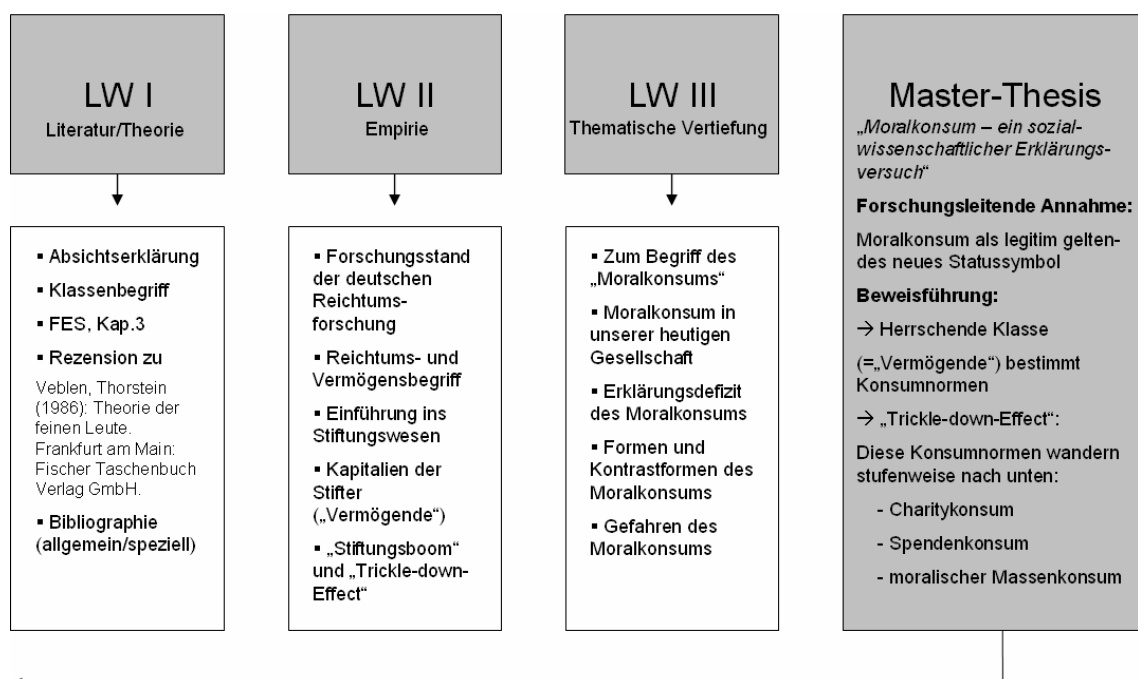 LW I
Literatur/Theorie
▪ Absichtserklärung
▪ Klassenbegriff
▪ FES, Kap.3
▪ Rezension zu
Veblen, Thorstein
(1986): Theorie der
feinen Leute.
Frankfurt am Main:
Fischer Taschenbuch
Verlag GmbH.
▪ Bibliographie
(allgemein/speziell)
LW II
Empirie
▪ Forschungsstand
der deutschen
Reichtums-
forschung
▪ Reichtums- und
Vermögensbegriff
▪ Einführung ins
Stiftungswesen
▪ Kapitalien der
Stifter
(„Vermögende“)
▪ „Stiftungsboom“
und „Trickle-down-
Effect“
LW III
Thematische Vertiefung
▪ Zum Begriff des
„Moralkonsums“
▪ Moralkonsum in
unserer heutigen
Gesellschaft
▪ Erklärungsdefizit
des Moralkonsums
▪ Formen und
Kontrastformen des
Moralkonsums
▪ Gefahren des
Moralkonsums
Master-Thesis
„Moralkonsum – ein sozial-
wissenschaftlicher Erklärungs-
versuch“
Forschungsleitende Annahme:
Moralkonsum als legitim gelten-
des neues Statussymbol
Beweisführung:
→ Herrschende Klasse
(=„Vermögende“) bestimmt
Konsumnormen
→ „Trickle-down-Effect“:
Diese Konsumnormen wandern
stufenweise nach unten:
- Charitykonsum
- Spendenkonsum
- moralischer Massenkonsum